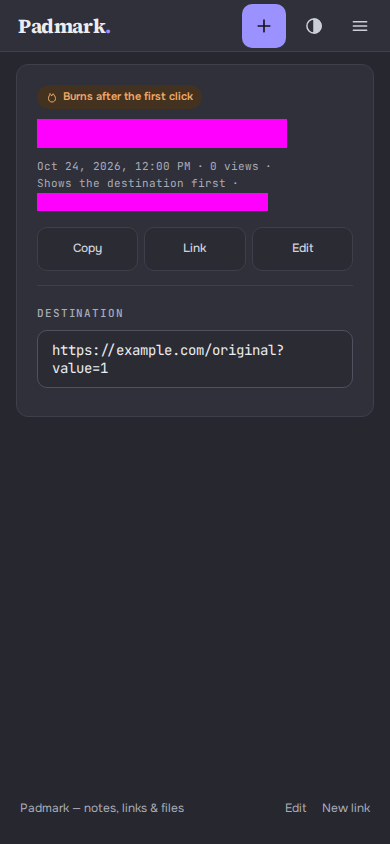 Padmark.
Burns after the first click
Oct 24, 2026, 12:00 PM · 0 views ·
Shows the destination first ·
Copy
Link
Edit
DESTINATION
https://example.com/original?
value=1
Padmark — notes, links & files
Edit
New link